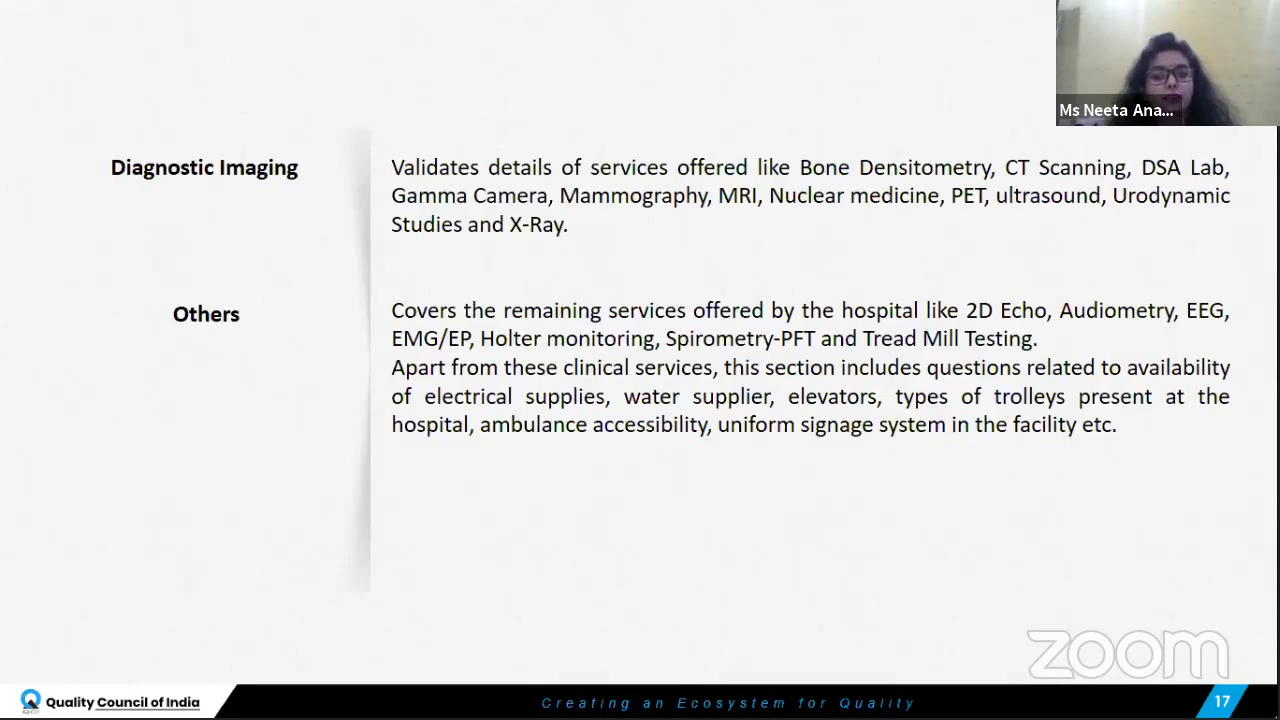 Ms Neeta Ana...
Diagnostic Imaging
Validates details of services offered like Bone Densitometry, CT Scanning, DSA Lab,
Gamma Camera, Mammography, MRI, Nuclear medicine, PET, ultrasound, Urodynamic
Studies and X-Ray.
Others
Covers the remaining services offered by the hospital like 2D Echo, Audiometry, EEG,
EMG/EP, Holter monitoring, Spirometry-PFT and Tread Mill Testing.
Apart from these clinical services, this section includes questions related to availability
of electrical supplies, water supplier, elevators, types of trolleys present at the
hospital, ambulance accessibility, uniform signage system in the facility etc.
zoom
Quality Council of India
Creating an Ecosystem for Quality
17